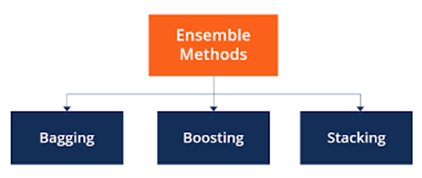 Ensemble
Methods
Bagging
Boosting
Stacking